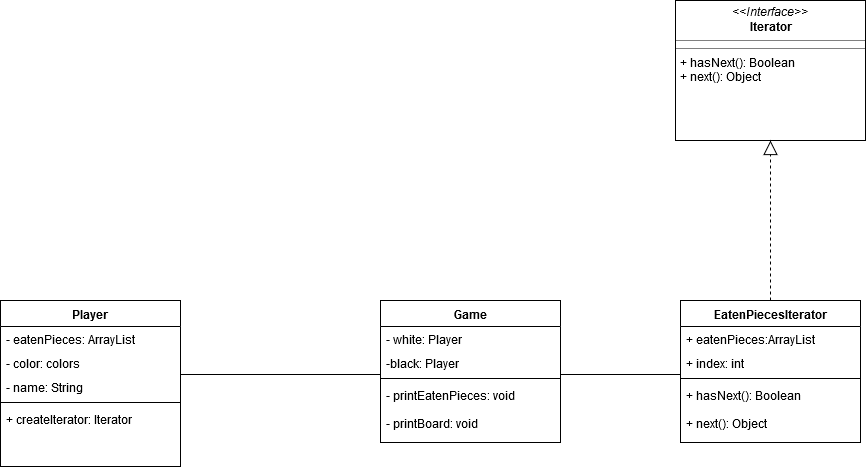 <<Interface>>
Iterator
+ hasNext(): Boolean
+ next(): Object
Player
- eatenPieces: ArrayList
- color: colors
- name: String
+ createIterator: Iterator
Game
- white: Player
-black: Player
- printEatenPieces: void
- printBoard: void
EatenPiecesIterator
+ eatenPieces:ArrayList
+ index: int
+ hasNext(): Boolean
+ next(): Object